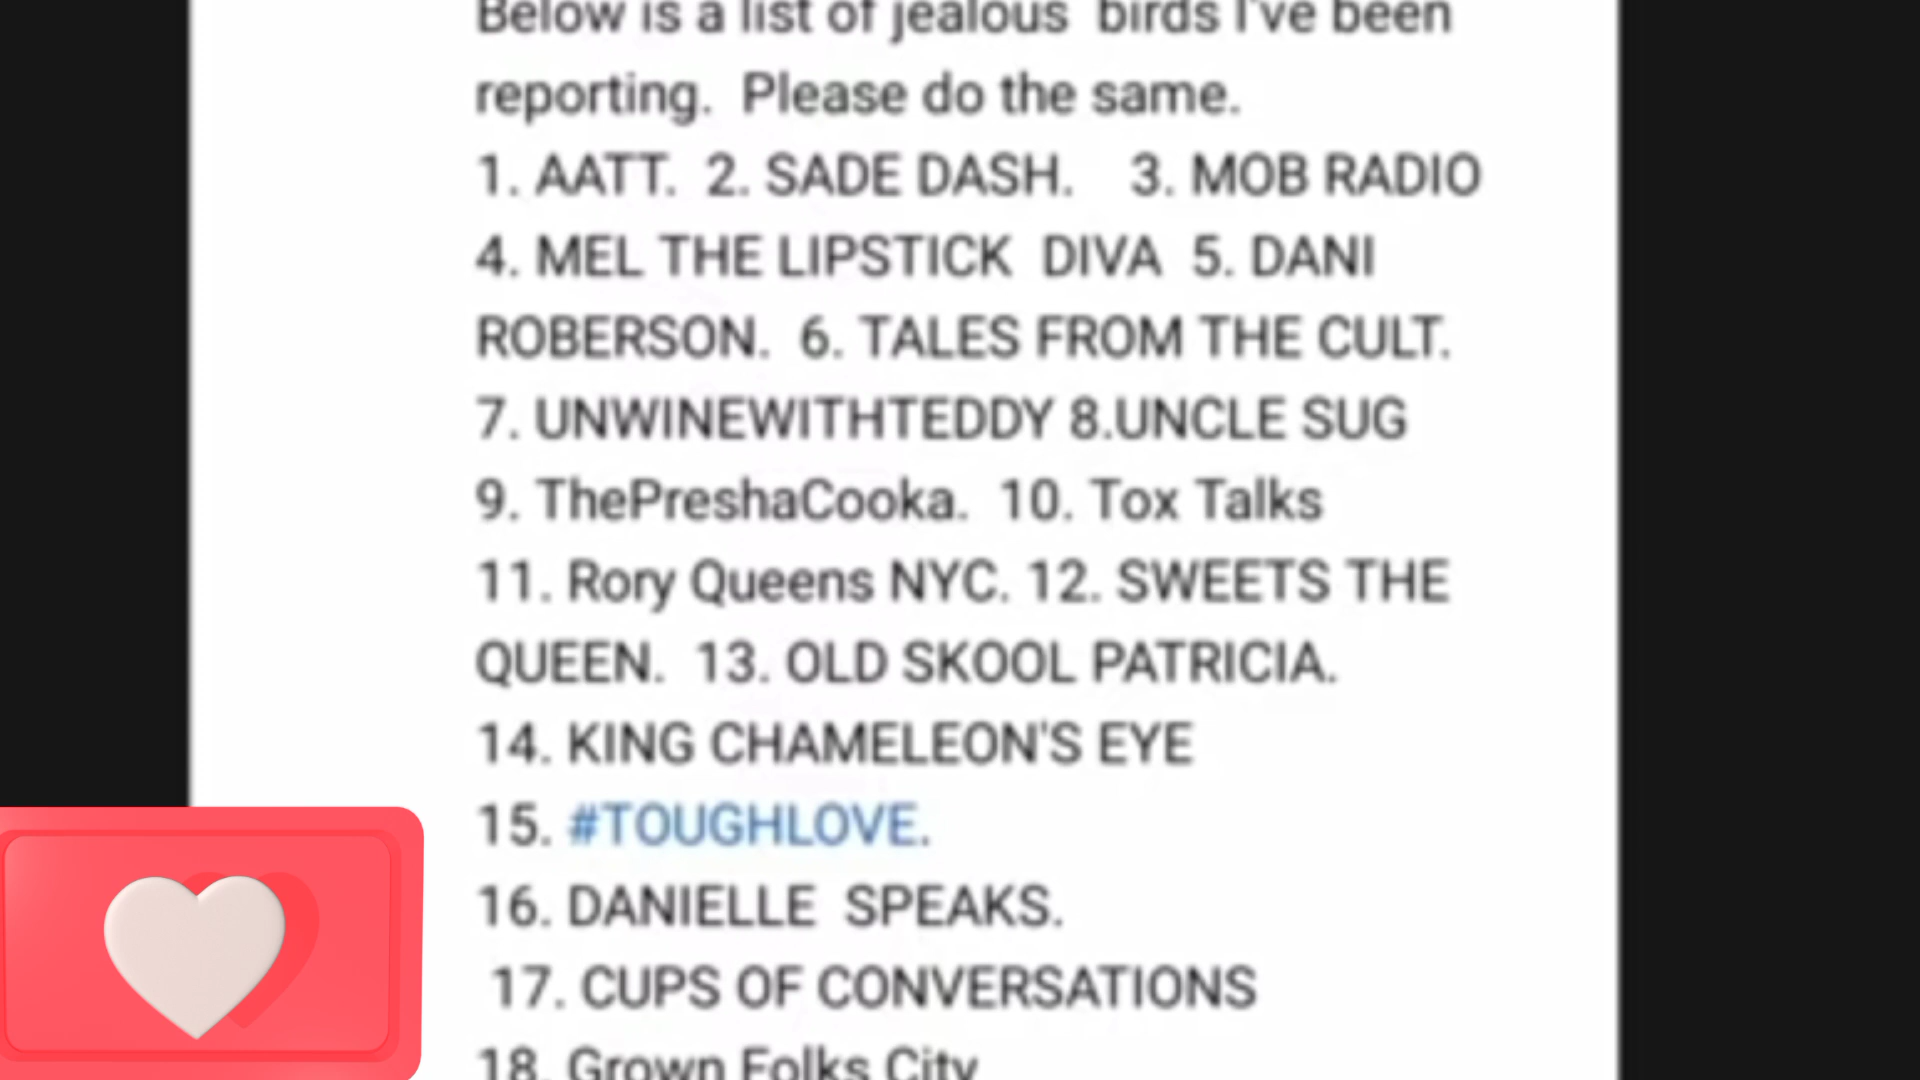 Below is a list of jealous  birds I've been
reporting.  Please do the same.
1. AATT.  2. SADE DASH.    3. MOB RADIO
4. MEL THE LIPSTICK  DIVA  5. DANI
ROBERSON.  6. TALES FROM THE CULT.
7. UNWINEWITHTEDDY 8.UNCLE SUG
9. ThePreshaCooka.  10. Tox Talks
11. Rory Queens NYC. 12. SWEETS THE
QUEEN.  13. OLD SKOOL PATRICIA.
14. KING CHAMELEON'S EYE
15. #TOUGHLOVE.
16. DANIELLE  SPEAKS.
17. CUPS OF CONVERSATIONS
18. Grown Folks City